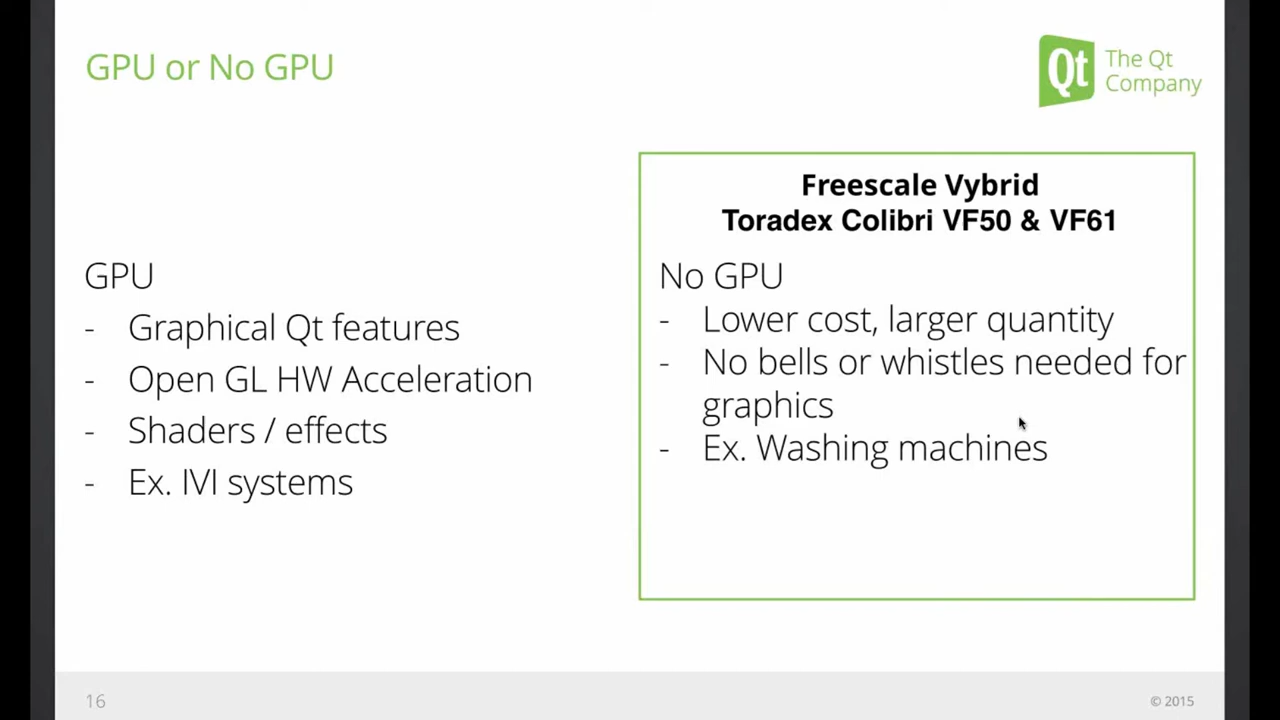 GPU or No GPU
Qt
The Qt
Company
GPU
- Graphical Qt features
- Open GL HW Acceleration
- Shaders / effects
- Ex. IVI systems
Freescale Vybrid
Toradex Colibri VF50 & VF61
No GPU
- Lower cost, larger quantity
- No bells or whistles needed for
graphics
- Ex. Washing machines
16
© 2015